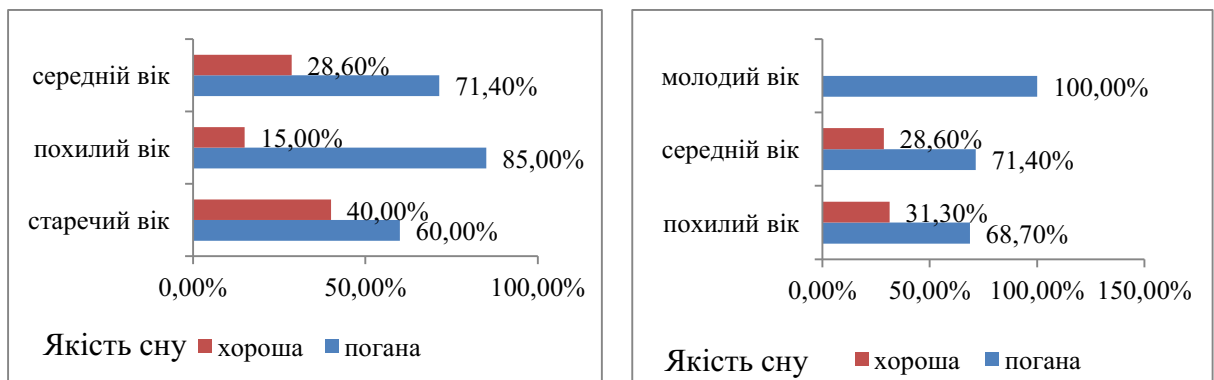 середній вік
28,60%
71,40%
похилий вік
15,00%
85,00%
старечий вік
40,00%
60,00%
0,00% 50,00% 100,00%
Якість сну хороша погана
молодий вік
100,00%
середній вік
28,60%
71,40%
похилий вік
31,30%
68,70%
0,00% 50,00% 100,00% 150,00%
Якість сну хороша погана